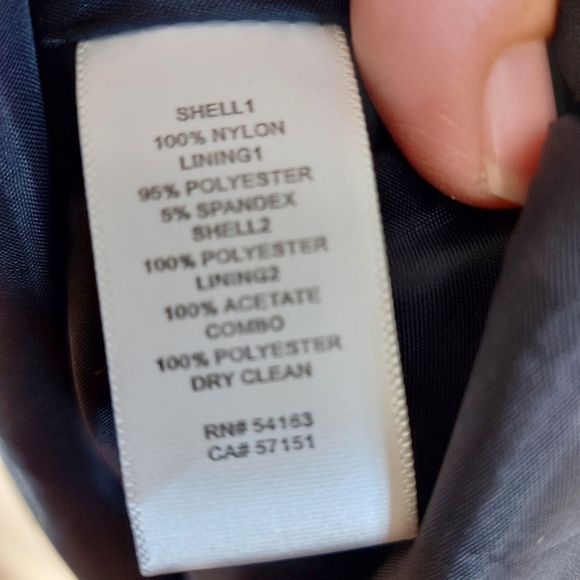 SHELL1
100% NYLON
LINING1
95% POLYESTER
5% SPANDEX
SHELL2
100% POLYESTER
LINING2
100% ACETATE
COMBO
100% POLYESTER
DRY CLEAN
RN# 54163
CA# 57151